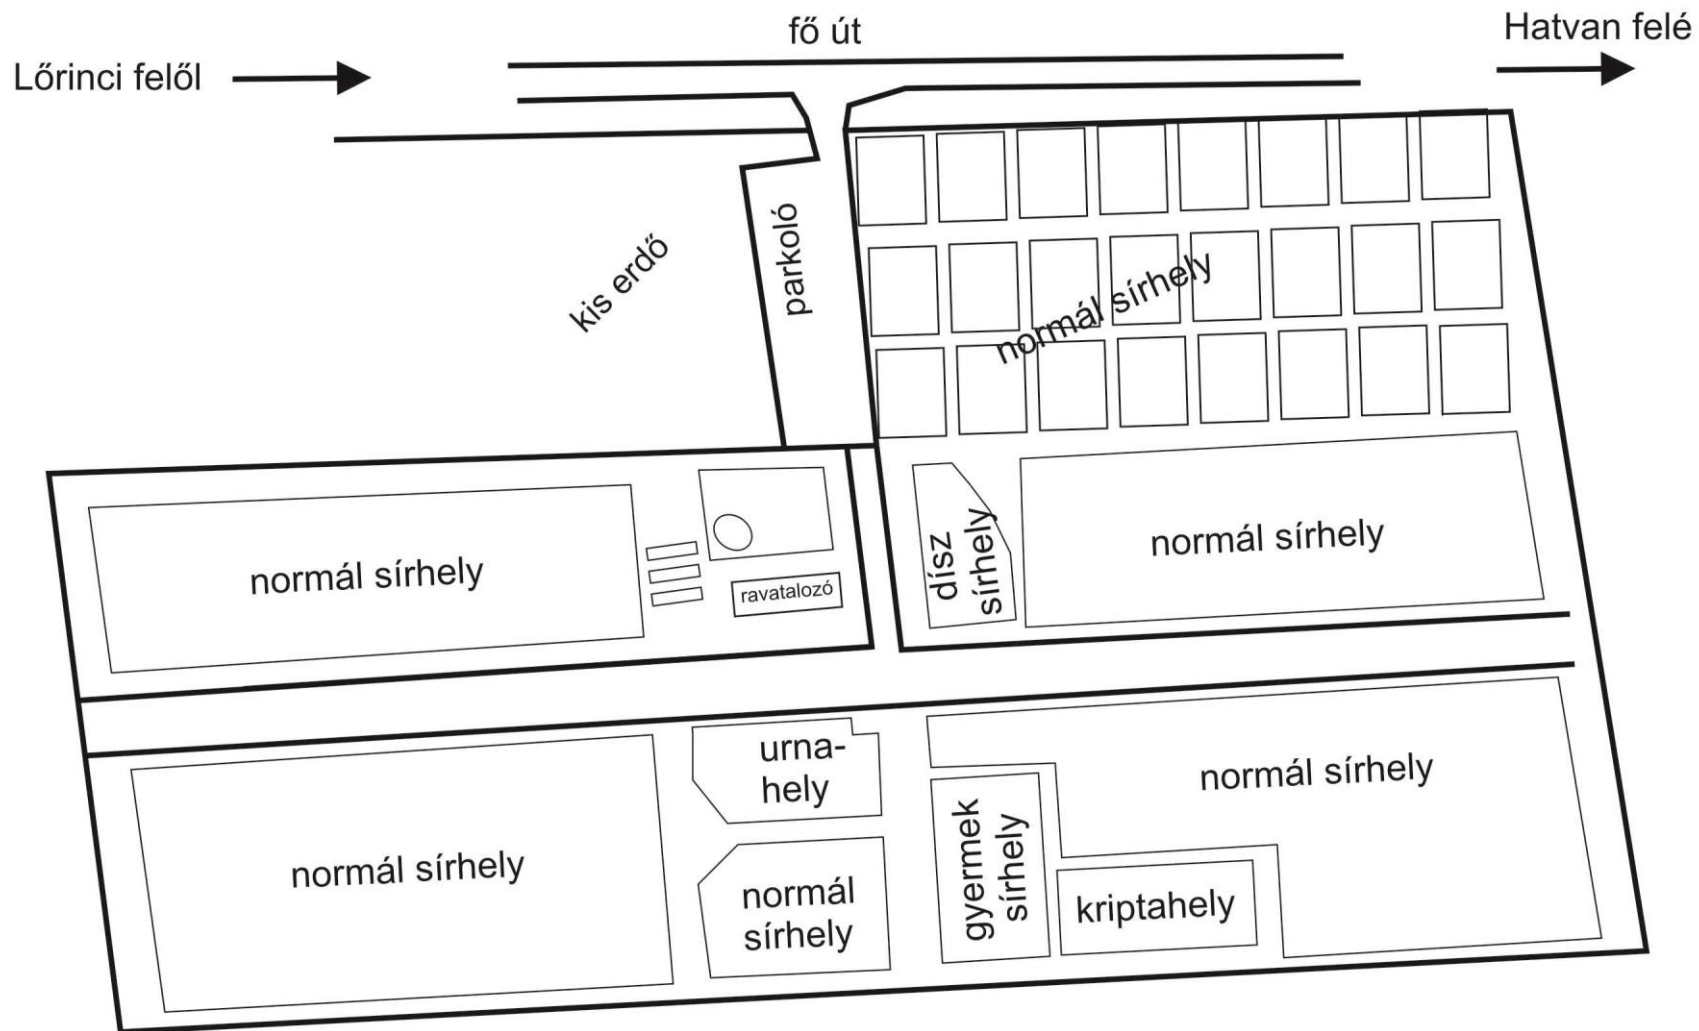 fő út
Hatvan felé
Lőrinci felől
kis erdő
parkoló
normál sírhely
normál sírhely
ravatalozó
dísz
sírhely
normál sírhely
urna-
hely
normál sírhely
normál sírhely
normál
sírhely
gyermek
sírhely
kriptahely